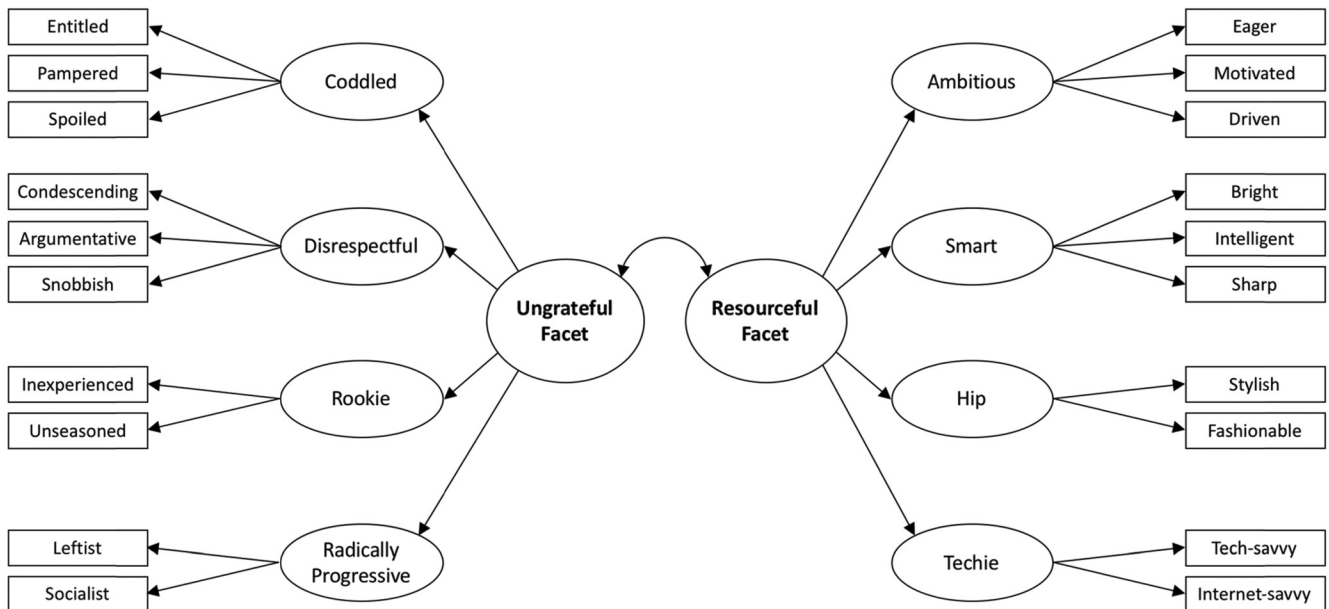 Entitled
Pampered
Spoiled
Coddled
Condescending
Argumentative
Snobbish
Disrespectful
Inexperienced
Unseasoned
Rookie
Leftist
Socialist
Radically
Progressive
Ungrateful
Facet
Resourceful
Facet
Ambitious
Eager
Motivated
Driven
Smart
Bright
Intelligent
Sharp
Hip
Stylish
Fashionable
Techie
Tech-savvy
Internet-savvy